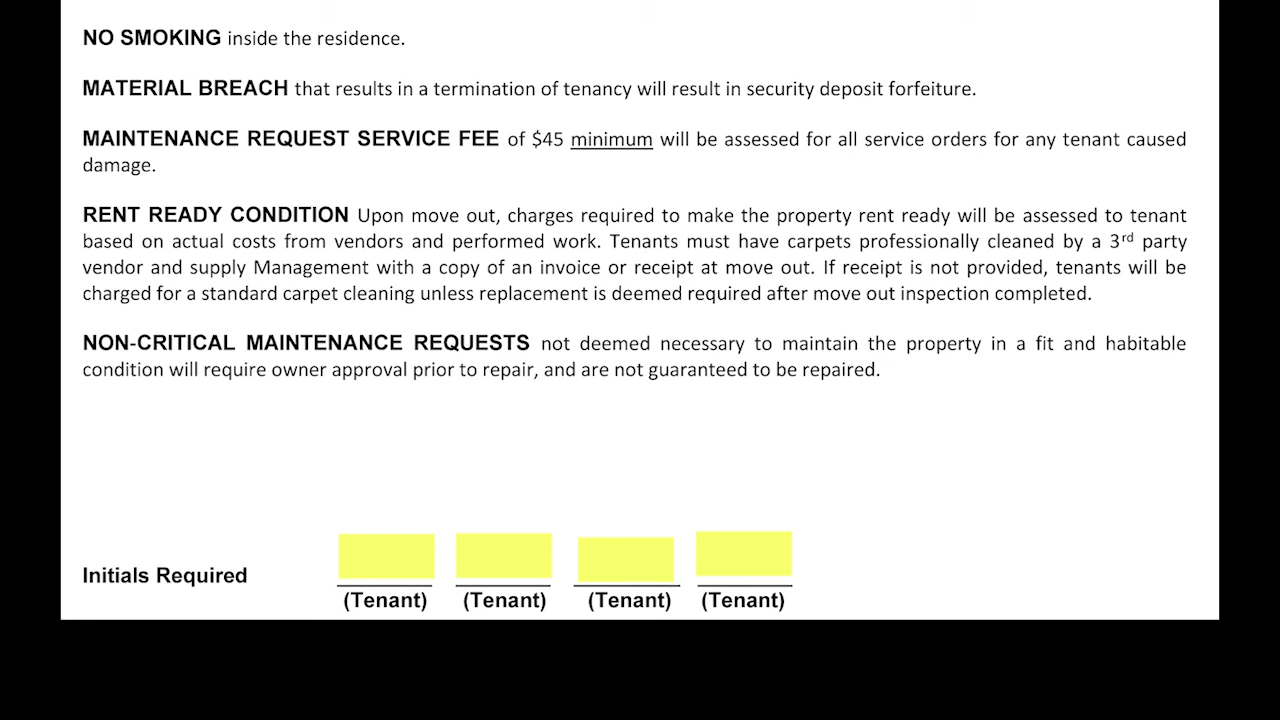 NO SMOKING inside the residence.
MATERIAL BREACH that results in a termination of tenancy will result in security deposit forfeiture.
MAINTENANCE REQUEST SERVICE FEE of $45 minimum will be assessed for all service orders for any tenant caused
damage.
RENT READY CONDITION Upon move out, charges required to make the property rent ready will be assessed to tenant
based on actual costs from vendors and performed work. Tenants must have carpets professionally cleaned by a 3rd party
vendor and supply Management with a copy of an invoice or receipt at move out. If receipt is not provided, tenants will be
charged for a standard carpet cleaning unless replacement is deemed required after move out inspection completed.
NON-CRITICAL MAINTENANCE REQUESTS not deemed necessary to maintain the property in a fit and habitable
condition will require owner approval prior to repair, and are not guaranteed to be repaired.
Initials Required
(Tenant) (Tenant) (Tenant) (Tenant)